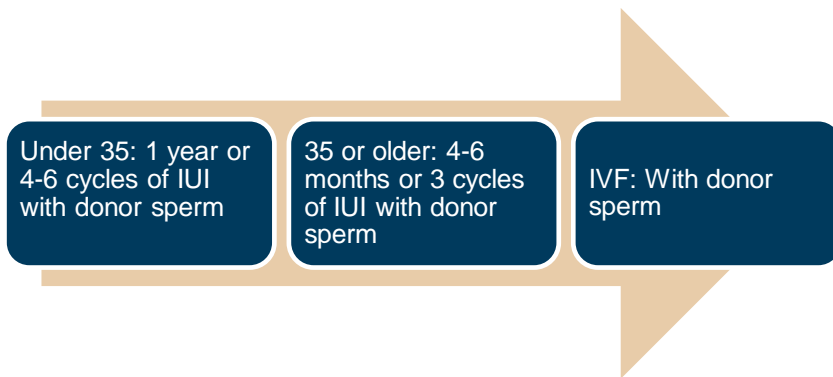 Under 35: 1 year or
4-6 cycles of IUI
with donor sperm
35 or older: 4-6
months or 3 cycles
of IUI with donor
sperm
IVF: With donor
sperm